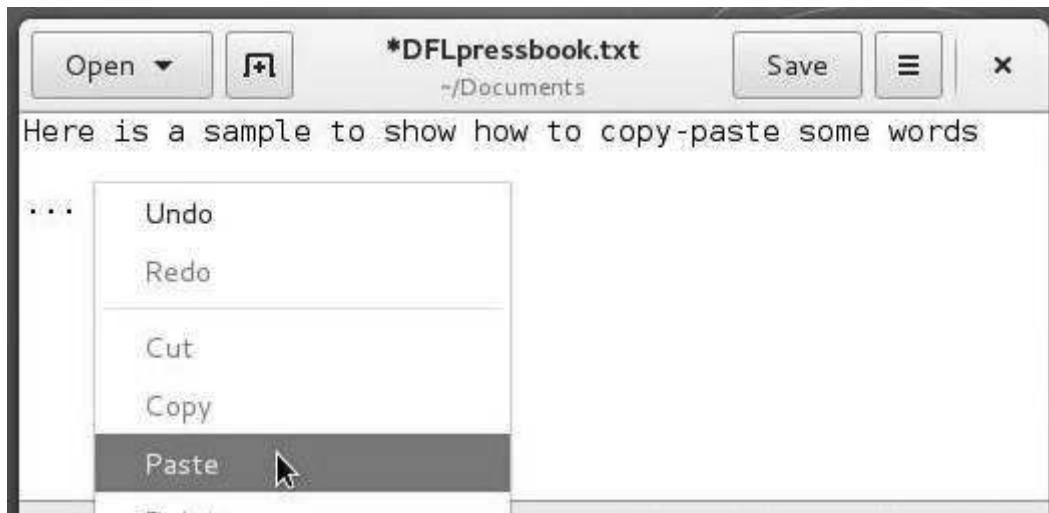 Open
*DFLpressbook.txt
~/Documents
Save
Here is a sample to show how to copy-paste some words
...
Undo
Redo
Cut
Copy
Paste